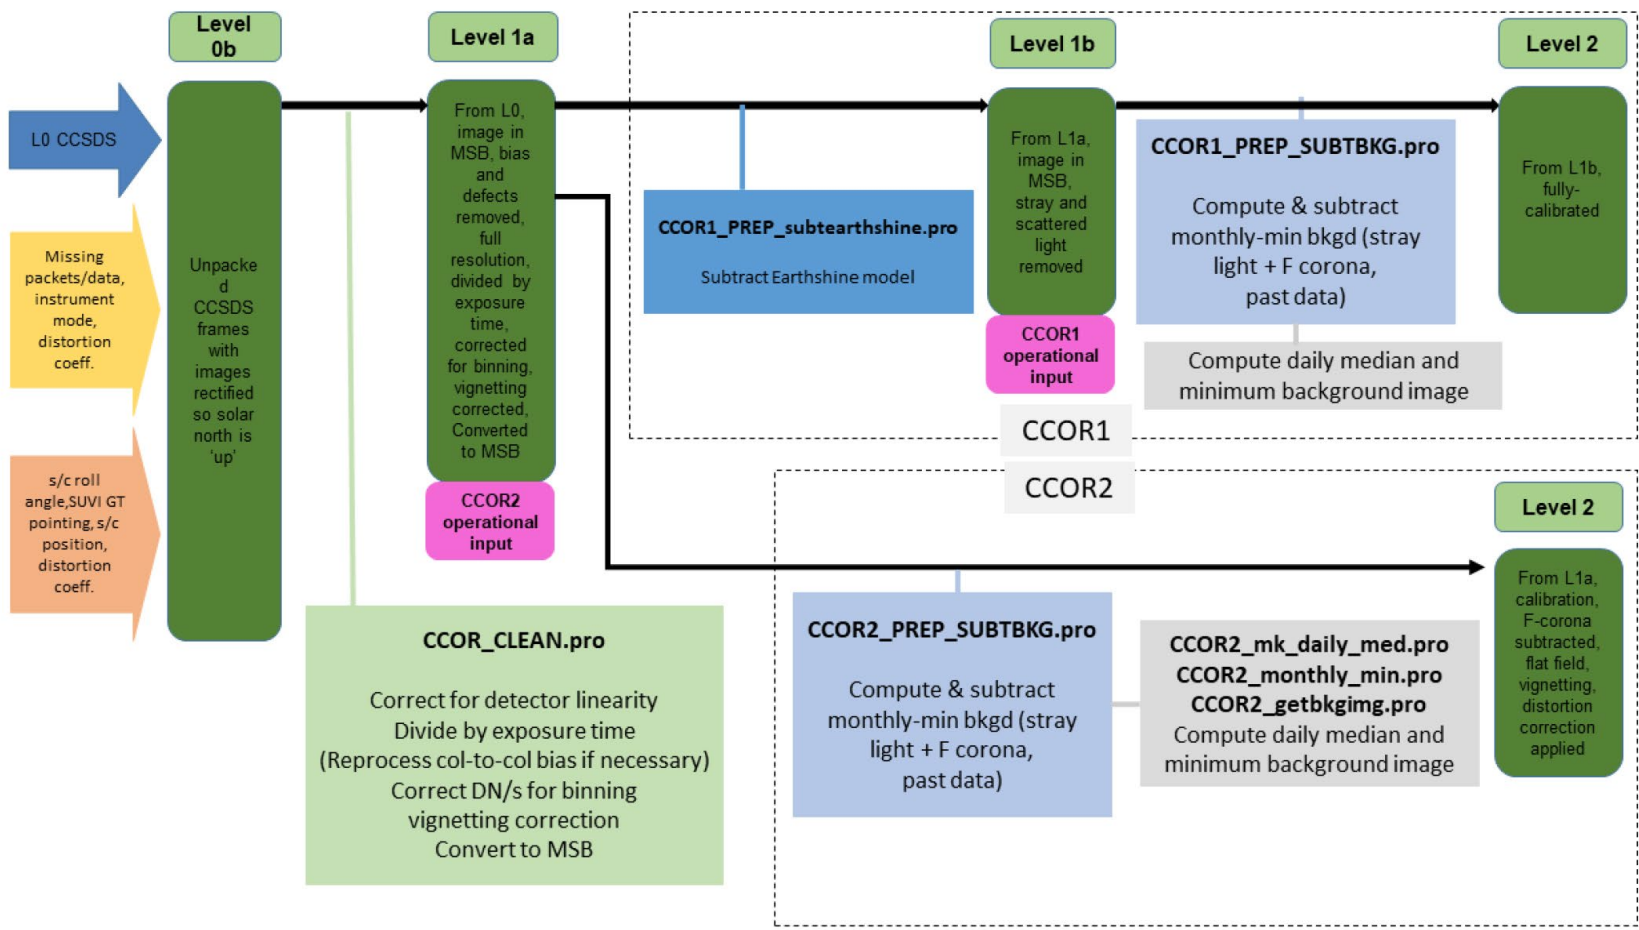 Level
0b
Level 1a
Level 1b
Level 2
L0 CCSDS
Missing
packets/data,
instrument
mode,
distortion
coeff.
s/c roll
angle,SUVI GT
pointing, s/c
position,
distortion
coeff.
Unpacke
d
CCSDS
frames
with
images
rectified
so solar
north is
‘up’
From L0,
image in
MSB, bias
and
defects
removed,
full
resolution,
divided by
exposure
time,
corrected
for binning,
vignetting
corrected,
Converted
to MSB
CCOR2
operational
input
CCOR1_PREP_subtearthshine.pro
Subtract Earthshine model
From L1a,
image in
MSB,
stray and
scattered
light
removed
CCOR1
operational
input
CCOR1_PREP_SUBTBKG.pro
Compute & subtract
monthly-min bkgd (stray
light + F corona,
past data)
Compute daily median and
minimum background image
From L1b,
fully-
calibrated
CCOR1
CCOR2
CCOR_CLEAN.pro
Correct for detector linearity
Divide by exposure time
(Reprocess col-to-col bias if necessary)
Correct DN/s for binning
vignetting correction
Convert to MSB
CCOR2_PREP_SUBTBKG.pro
Compute & subtract
monthly-min bkgd (stray
light + F corona,
past data)
CCOR2_mk_daily_med.pro
CCOR2_monthly_min.pro
CCOR2_getbkgimg.pro
Compute daily median and
minimum background image
Level 2
From L1a,
calibration,
F-corona
subtracted,
flat field,
vignetting,
distortion
correction
applied